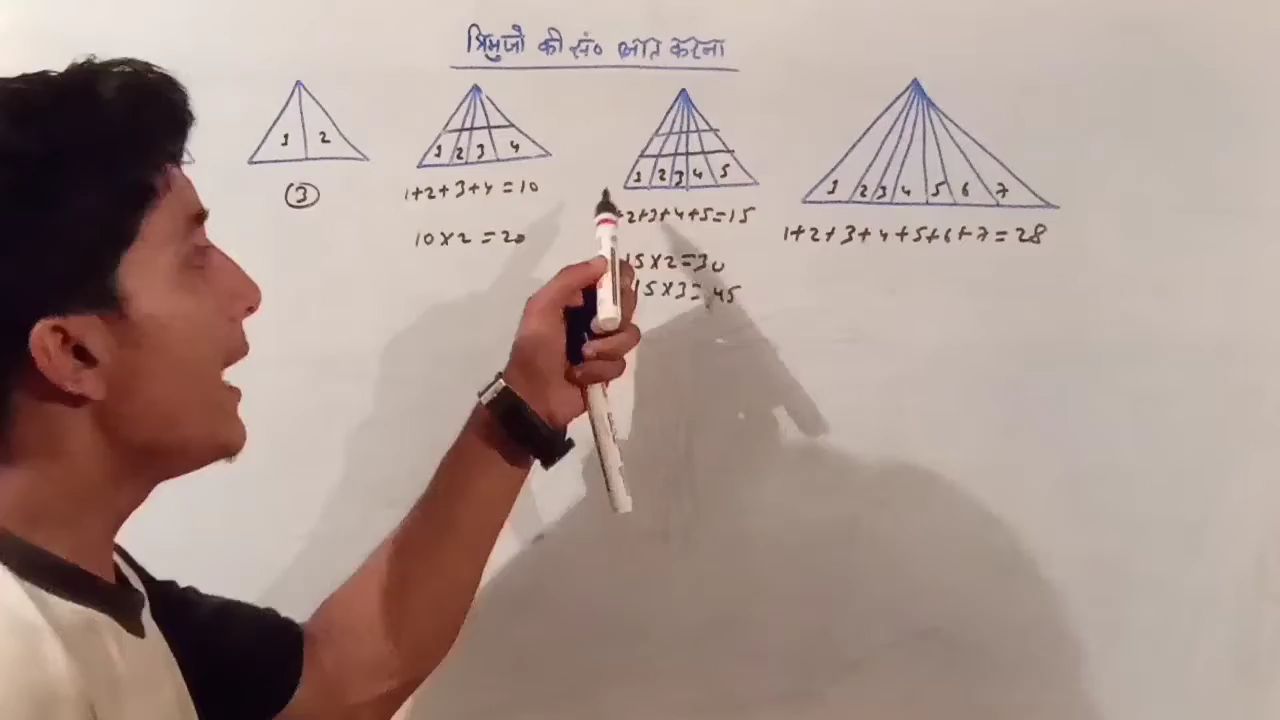 त्रिभुजों की सं० ज्ञात करना
1 2
③
1 2 3 4
1+2+3+4=10
10×2=20
1 2 3 4 5
+2+3+4+5=15
15×2=30
15×3=45
1 2 3 4 5 6 7
1+2+3+4+5+6+7=28